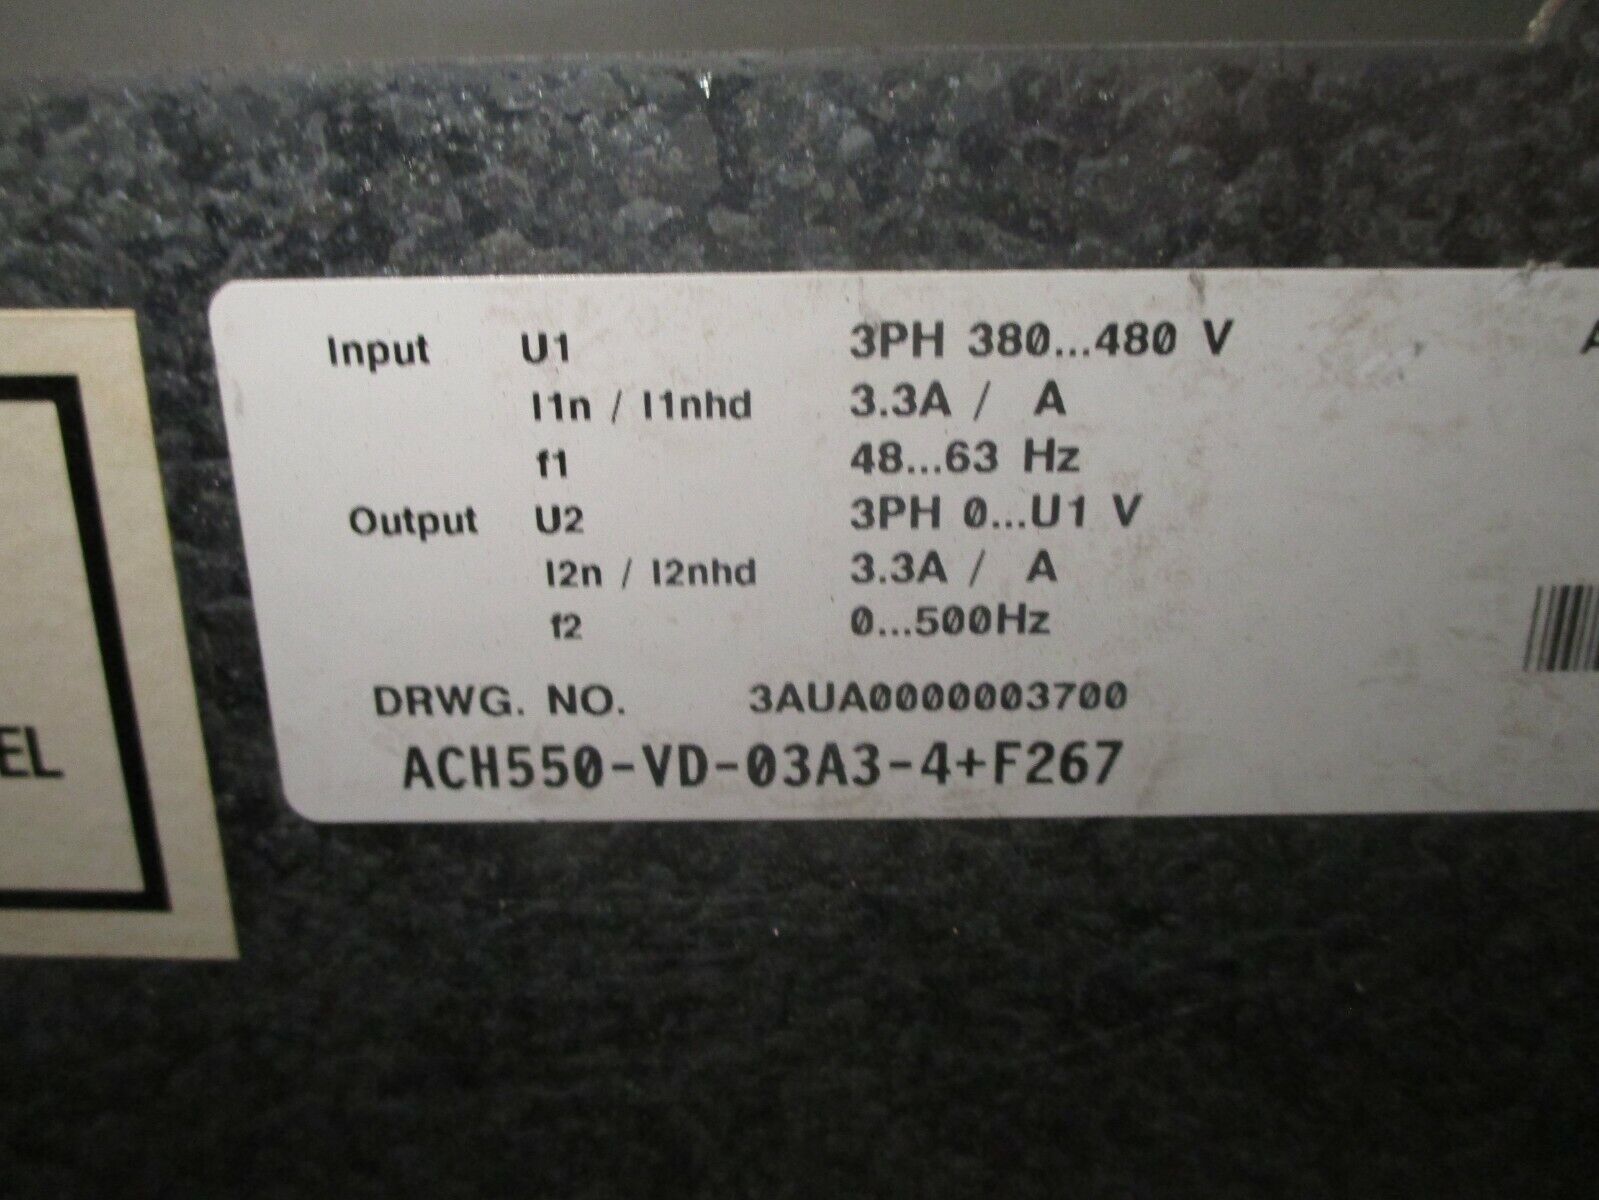 Input U1 3PH 380...480 V
I1n / I1nhd 3.3A / A
f1 48...63 Hz
Output U2 3PH 0...U1 V
I2n / I2nhd 3.3A / A
f2 0...500Hz
DRWG. NO. 3AUA0000003700
ACH550-VD-03A3-4+F267